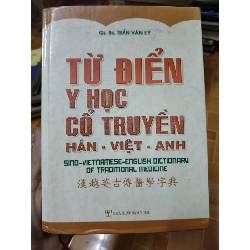 GS. BS. TRẦN VĂN KỲ
TỪ ĐIỂN
Y HỌC
CỔ TRUYỀN
HÁN - VIỆT - ANH
SINO-VIETNAMESE-ENGLISH DICTIONARY
OF TRADITIONAL MEDICINE
漢越英古傳醫學字典